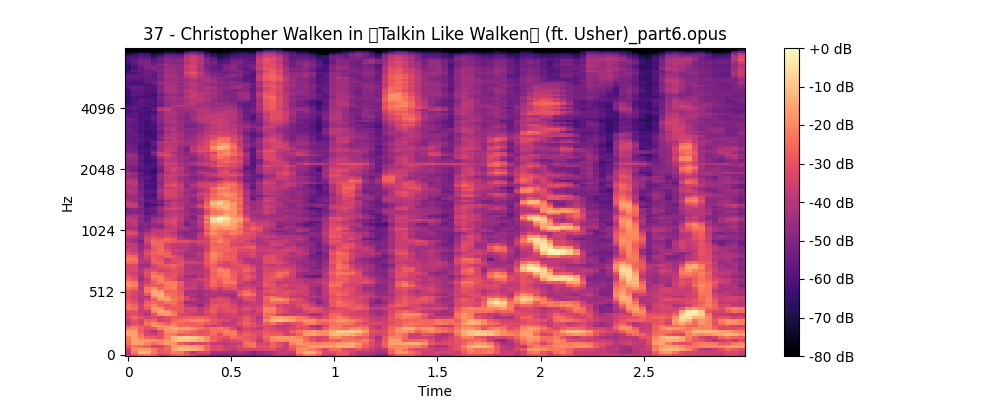 37 - Christopher Walken in ▯Talkin Like Walken▯ (ft. Usher)_part6.opus
+0 dB
4096
-10 dB
-20 dB
2048
-30 dB
Hz
-40 dB
1024
-50 dB
512
-60 dB
-70 dB
0
-80 dB
0 0.5 1 1.5 2 2.5
Time